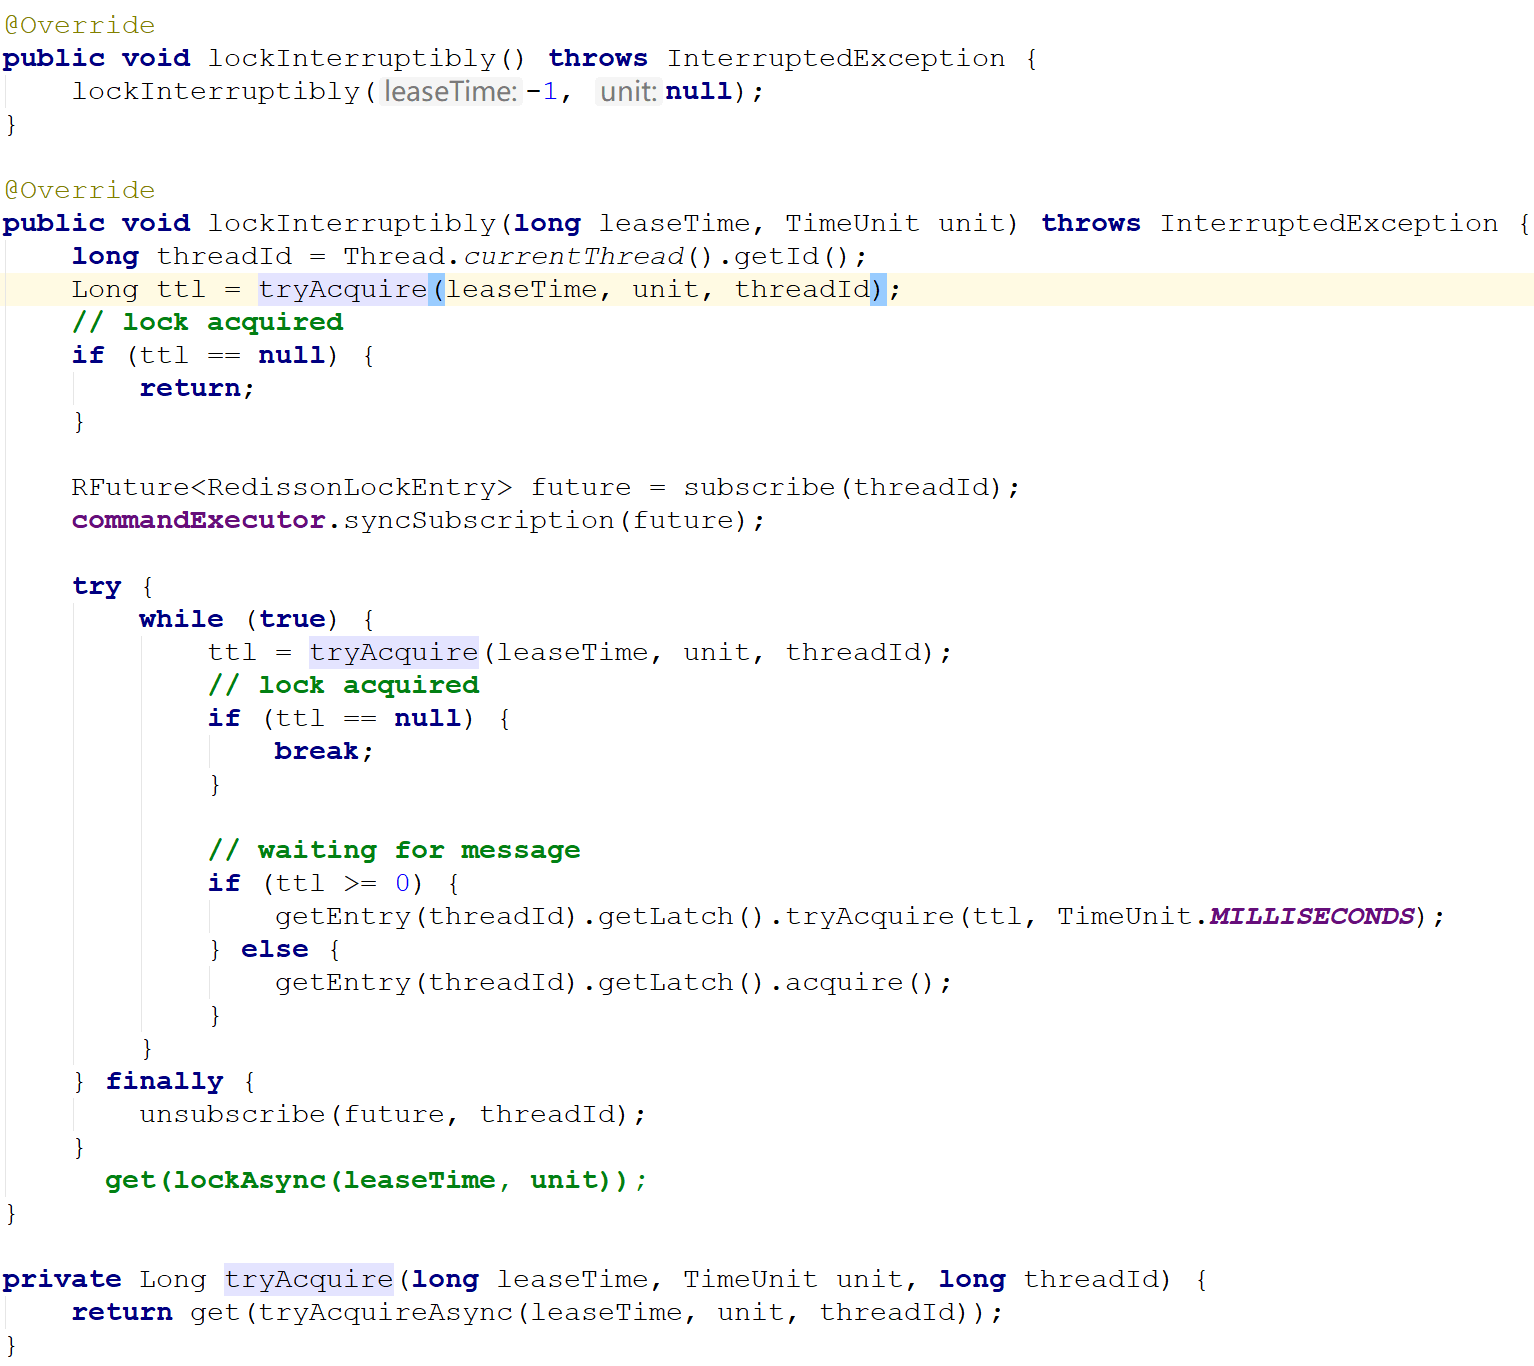 @Override
public void lockInterruptibly() throws InterruptedException {
    lockInterruptibly( leaseTime: -1,  unit: null);
}

@Override
public void lockInterruptibly(long leaseTime, TimeUnit unit) throws InterruptedException {
    long threadId = Thread.currentThread().getId();
    Long ttl = tryAcquire(leaseTime, unit, threadId);
    // lock acquired
    if (ttl == null) {
        return;
    }

    RFuture<RedissonLockEntry> future = subscribe(threadId);
    commandExecutor.syncSubscription(future);

    try {
        while (true) {
            ttl = tryAcquire(leaseTime, unit, threadId);
            // lock acquired
            if (ttl == null) {
                break;
            }

            // waiting for message
            if (ttl >= 0) {
                getEntry(threadId).getLatch().tryAcquire(ttl, TimeUnit.MILLISECONDS);
            } else {
                getEntry(threadId).getLatch().acquire();
            }
        }
    } finally {
        unsubscribe(future, threadId);
    }
      get(lockAsync(leaseTime, unit));
}

private Long tryAcquire(long leaseTime, TimeUnit unit, long threadId) {
    return get(tryAcquireAsync(leaseTime, unit, threadId));
}